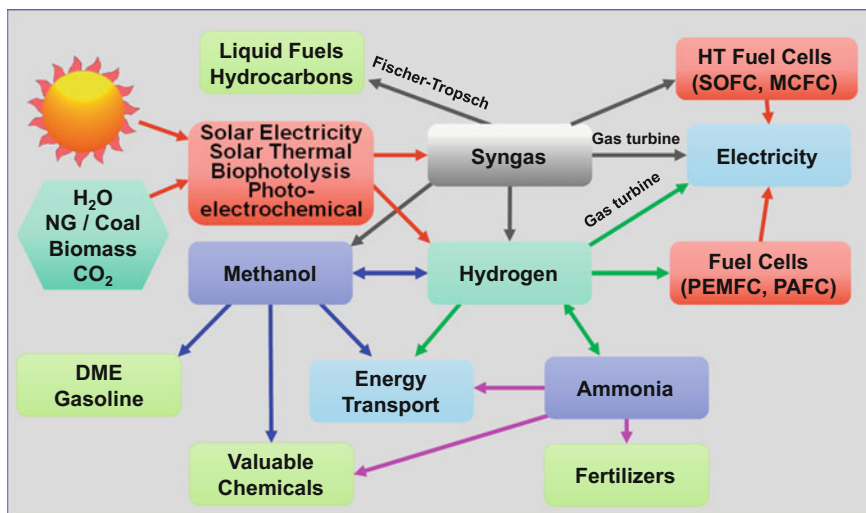 Liquid Fuels
Hydrocarbons
Fischer-Tropsch
HT Fuel Cells
(SOFC, MCFC)
Solar Electricity
Solar Thermal
Biophotolysis
Photo-
electrochemical
Syngas
Gas turbine
Electricity
H₂O
NG / Coal
Biomass
CO₂
Gas turbine
Methanol
Hydrogen
Fuel Cells
(PEMFC, PAFC)
DME
Gasoline
Energy
Transport
Ammonia
Valuable
Chemicals
Fertilizers